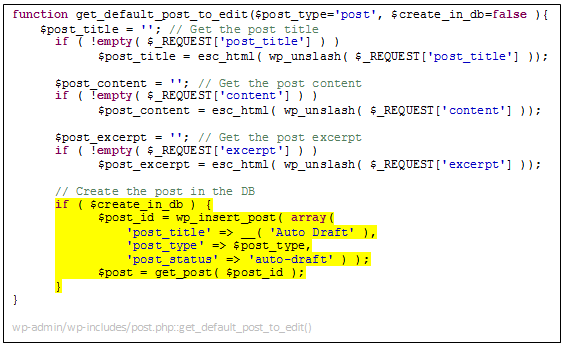 function get_default_post_to_edit($post_type='post', $create_in_db=false ){
$post_title = ''; // Get the post title
if ( !empty( $_REQUEST['post_title'] ) )
$post_title = esc_html( wp_unslash( $_REQUEST['post_title'] ));
$post_content = ''; // Get the post content
if ( !empty( $_REQUEST['content'] ) )
$post_content = esc_html( wp_unslash( $_REQUEST['content'] ));
$post_excerpt = ''; // Get the post excerpt
if ( !empty( $_REQUEST['excerpt'] ) )
$post_excerpt = esc_html( wp_unslash( $_REQUEST['excerpt'] ));
// Create the post in the DB
if ( $create_in_db ) {
$post_id = wp_insert_post( array(
'post_title' => __( 'Auto Draft' ),
'post_type' => $post_type,
'post_status' => 'auto-draft' ) );
$post = get_post( $post_id );
}
}
wp-admin/wp-includes/post.php::get_default_post_to_edit()